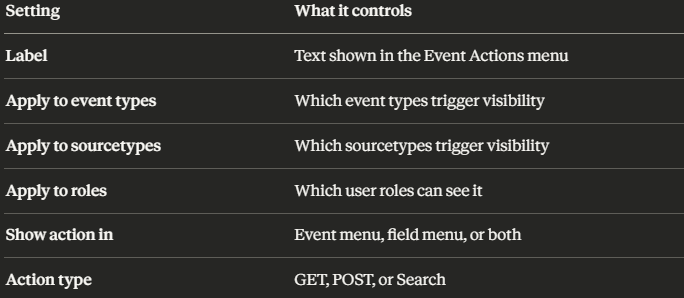 Setting What it controls
Label Text shown in the Event Actions menu
Apply to event types Which event types trigger visibility
Apply to sourcetypes Which sourcetypes trigger visibility
Apply to roles Which user roles can see it
Show action in Event menu, field menu, or both
Action type GET, POST, or Search